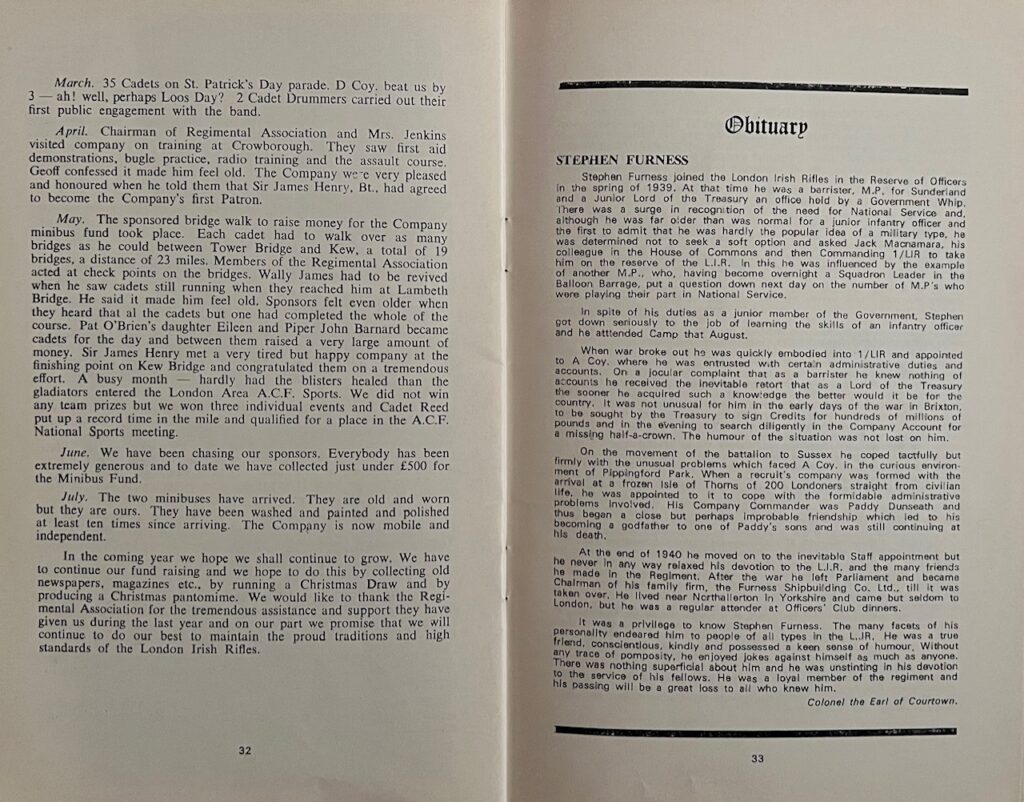 March. 35 Cadets on St. Patrick's Day parade. D Coy. beat us by
3 — ah! well, perhaps Loos Day? 2 Cadet Drummers carried out their
first public engagement with the band.
April. Chairman of Regimental Association and Mrs. Jenkins
visited company on training at Crowborough. They saw first aid
demonstrations, bugle practice, radio training and the assault course.
Geoff confessed it made him feel old. The Company were very pleased
and honoured when he told them that Sir James Henry, Bt., had agreed
to become the Company's first Patron.
May. The sponsored bridge walk to raise money for the Company
minibus fund took place. Each cadet had to walk over as many
bridges as he could between Tower Bridge and Kew, a total of 19
bridges, a distance of 23 miles. Members of the Regimental Association
acted at check points on the bridges. Wally James had to be revived
when he saw cadets still running when they reached him at Lambeth
Bridge. He said it made him feel old. Sponsors felt even older when
they heard that al the cadets but one had completed the whole of the
course. Pat O'Brien's daughter Eileen and Piper John Barnard became
cadets for the day and between them raised a very large amount of
money. Sir James Henry met a very tired but happy company at the
finishing point on Kew Bridge and congratulated them on a tremendous
effort. A busy month — hardly had the blisters healed than the
gladiators entered the London Area A.C.F. Sports. We did not win
any team prizes but we won three individual events and Cadet Reed
put up a record time in the mile and qualified for a place in the A.C.F.
National Sports meeting.
June. We have been chasing our sponsors. Everybody has been
extremely generous and to date we have collected just under £500 for
the Minibus Fund.
July. The two minibuses have arrived. They are old and worn
but they are ours. They have been washed and painted and polished
at least ten times since arriving. The Company is now mobile and
independent.
In the coming year we hope we shall continue to grow. We have
to continue our fund raising and we hope to do this by collecting old
newspapers, magazines etc., by running a Christmas Draw and by
producing a Christmas pantomime. We would like to thank the Regi-
mental Association for the tremendous assistance and support they have
given us during the last year and on our part we promise that we will
continue to do our best to maintain the proud traditions and high
standards of the London Irish Rifles.
32
Obituary
STEPHEN FURNESS
Stephen Furness joined the London Irish Rifles in the Reserve of Officers
in the spring of 1939. At that time he was a barrister, M.P. for Sunderland
and a Junior Lord of the Treasury an office held by a Government Whip.
There was a surge in recognition of the need for National Service and,
although he was far older than was normal for a junior infantry officer and
the first to admit that he was hardly the popular idea of a military type, he
was determined not to seek a soft option and asked Jack Macnamara, his
colleague in the House of Commons and then Commanding 1/LIR to take
him on the reserve of the L.I.R. In this he was influenced by the example
of another M.P., who, having become overnight a Squadron Leader in the
Balloon Barrage, put a question down next day on the number of M.P's who
were playing their part in National Service.
In spite of his duties as a junior member of the Government, Stephen
got down seriously to the job of learning the skills of an infantry officer
and he atttended Camp that August.
When war broke out he was quickly embodied into 1/LIR and appointed
to A Coy. where he was entrusted with certain administrative duties and
accounts. On a jocular complaint that as a barrister he knew nothing of
accounts he received the inevitable retort that as a Lord of the Treasury
the sooner he acquired such a knowledge the better would it be for the
country. It was not unusual for him in the early days of the war in Brixton,
to be sought by the Treasury to sign Credits for hundreds of millions of
pounds and in the evening to search diligently in the Company Account for
a missing half-a-crown. The humour of the situation was not lost on him.
On the movement of the battalion to Sussex he coped tactfully but
firmly with the unusual problems which faced A Coy. in the curious environ-
ment of Pippingford Park. When a recruit's company was formed with the
arrival at a frozen Isle of Thorns of 200 Londoners straight from civilian
life, he was appointed to it to cope with the formidable administrative
problems involved. His Company Commander was Paddy Dunseath and
thus began a close but perhaps improbable friendship which led to his
becoming a godfather to one of Paddy's sons and was still continuing at
his death.
At the end of 1940 he moved on to the inevitable Staff appointment but
he never in any way relaxed his devotion to the L.I.R. and the many friends
he made in the Regiment. After the war he left Parliament and became
Chairman of his family firm, the Furness Shipbuilding Co. Ltd., till it was
taken over. He lived near Northallerton in Yorkshire and came but seldom to
London, but he was a regular attender at Officers' Club dinners.
It was a privilege to know Stephen Furness. The many facets of his
personality endeared him to people of all types in the L.I.R. He was a true
friend, conscientious, kindly and possessed a keen sense of humour. Without
any trace of pomposity, he enjoyed jokes against himself as much as anyone.
There was nothing superficial about him and he was unstinting in his devotion
to the service of his fellows. He was a loyal member of the regiment and
his passing will be a great loss to all who knew him.
Colonel the Earl of Courtown.
33